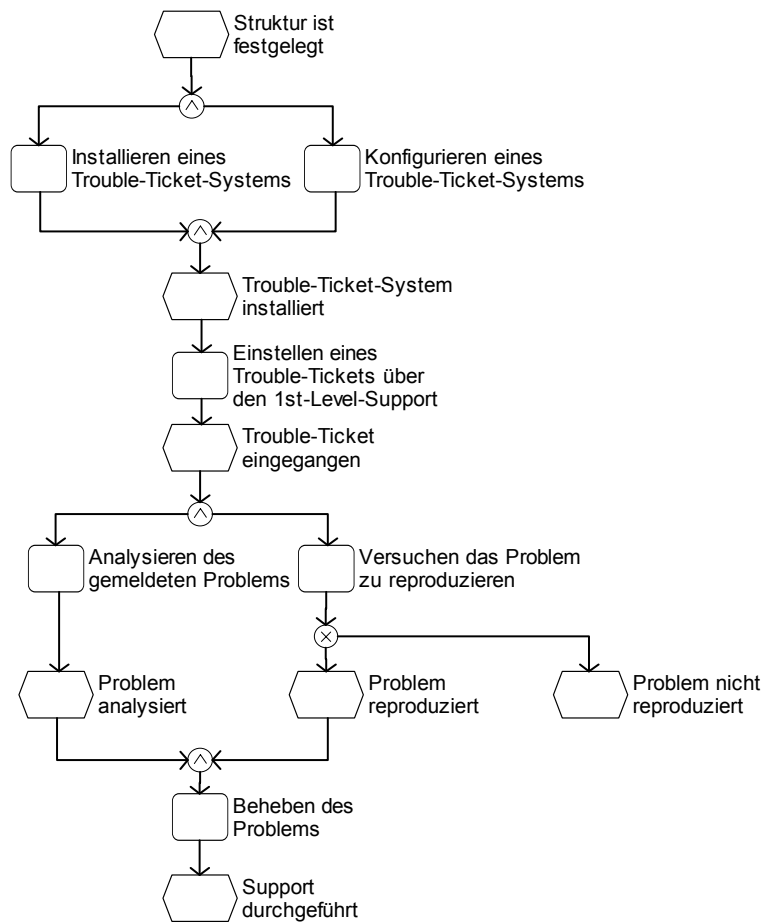 Struktur ist
festgelegt
Installieren eines
Trouble-Ticket-Systems
Konfigurieren eines
Trouble-Ticket-Systems
Trouble-Ticket-System
installiert
Einstellen eines
Trouble-Tickets über
den 1st-Level-Support
Trouble-Ticket
eingegangen
Analysieren des
gemeldeten Problems
Versuchen das Problem
zu reproduzieren
Problem
analysiert
Problem
reproduziert
Problem nicht
reproduziert
Beheben des
Problems
Support
durchgeführt